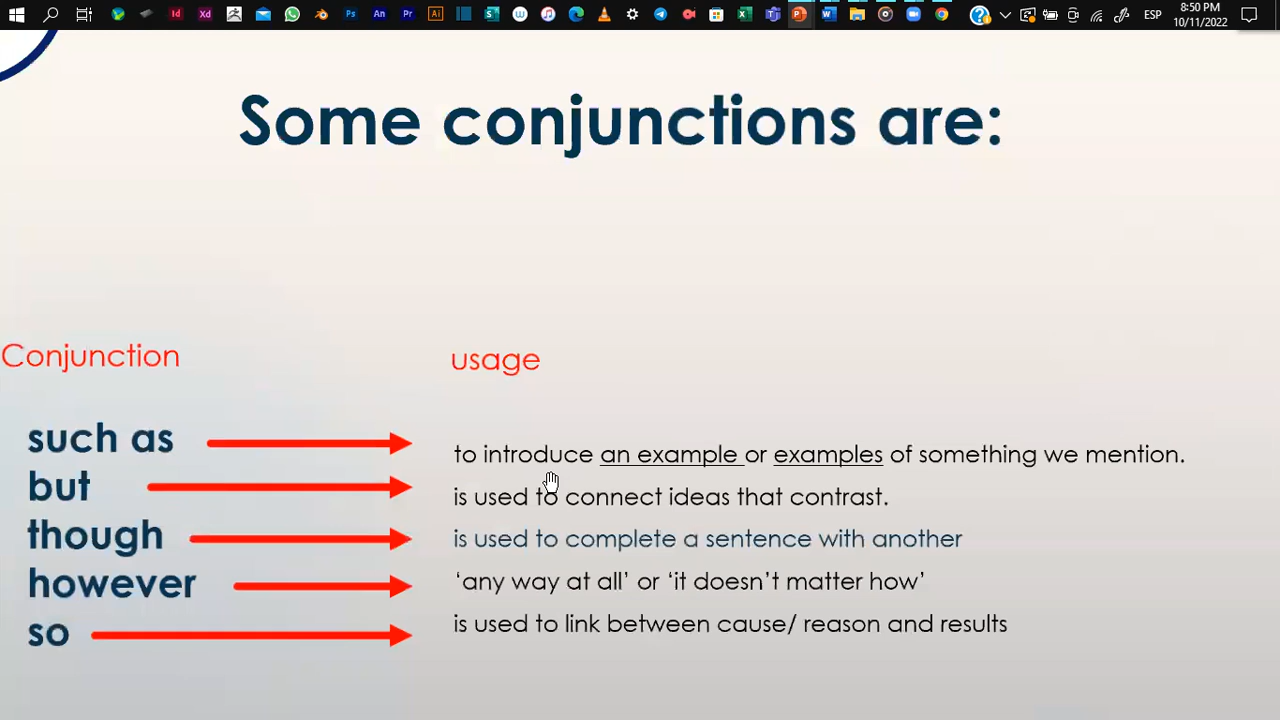 8:50 PM
ESP
10/11/2022
Some conjunctions are:
Conjunction
usage
such as
to introduce an example or examples of something we mention.
but
is used to connect ideas that contrast.
though
is used to complete a sentence with another
however
‘any way at all’ or ‘it doesn’t matter how’
so
is used to link between cause/ reason and results